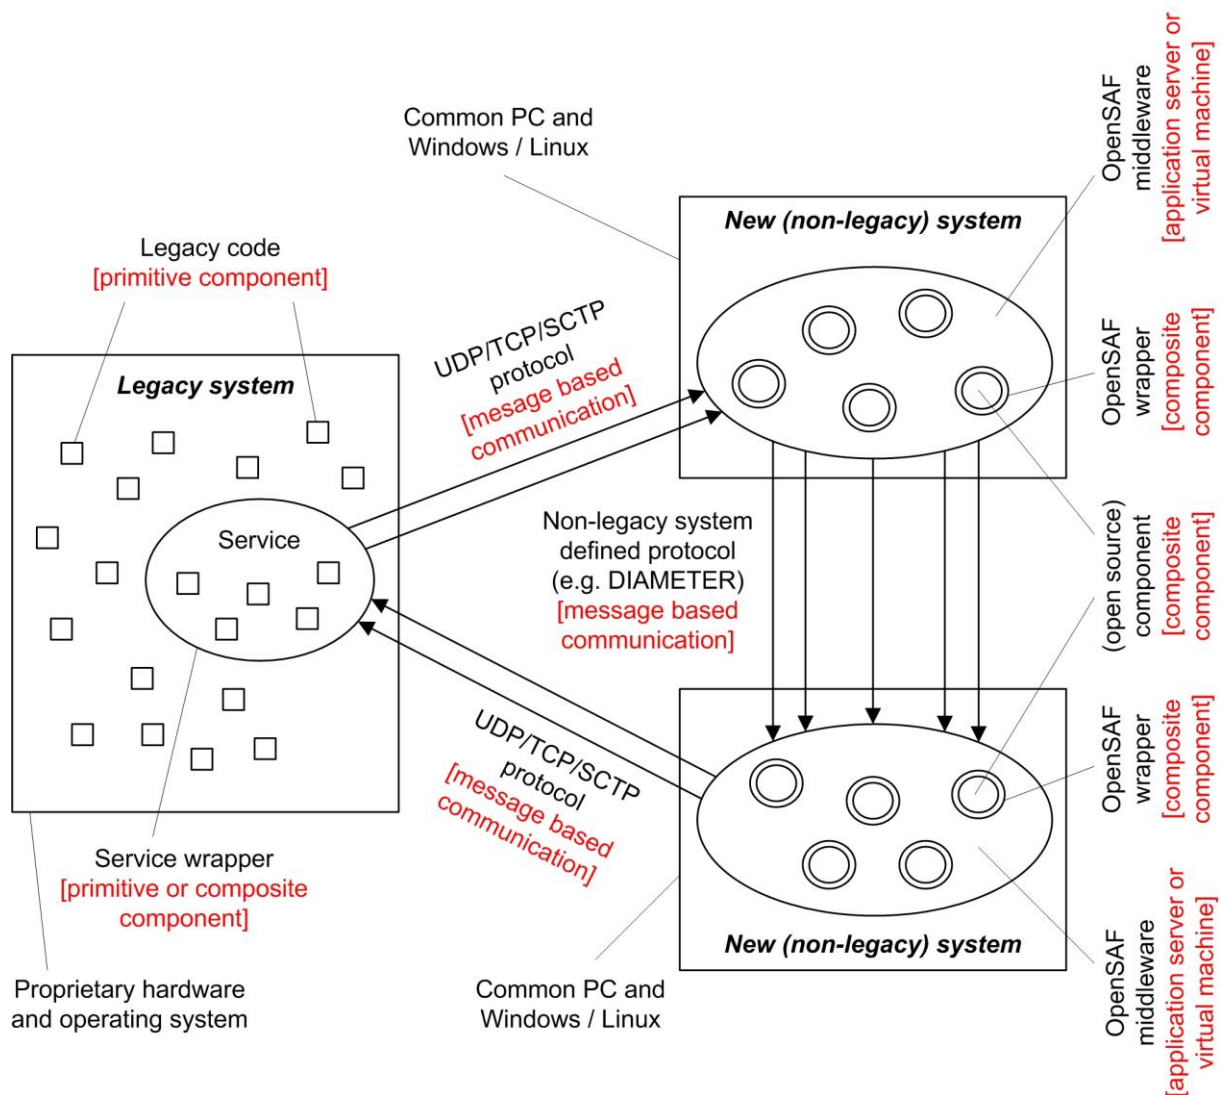 Common PC and
Windows / Linux
OpenSAF
middleware
[application server or
virtual machine]
New (non-legacy) system
Legacy code
[primitive component]
UDP/TCP/SCTP
protocol
[mesage based
communication]
OpenSAF
wrapper
[composite
component]
Legacy system
Service
Non-legacy system
defined protocol
(e.g. DIAMETER)
[message based
communication]
(open source)
component
[composite
component]
UDP/TCP/SCTP
protocol
[message based
communication]
OpenSAF
wrapper
[composite
component]
Service wrapper
[primitive or composite
component]
New (non-legacy) system
OpenSAF
middleware
[application server or
virtual machine]
Proprietary hardware
and operating system
Common PC and
Windows / Linux